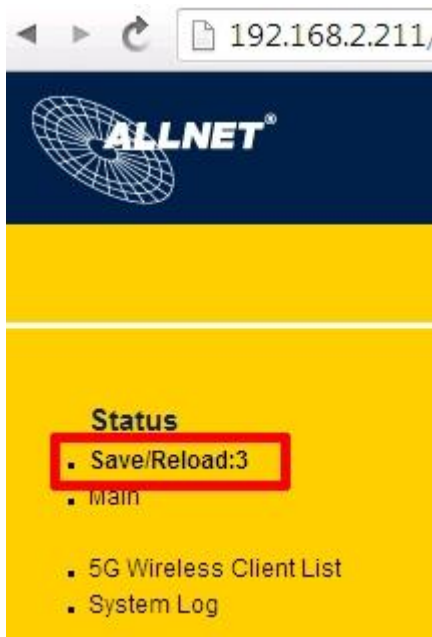 192.168.2.211/
ALLNET®
Status
Save/Reload:3
Main
5G Wireless Client List
System Log